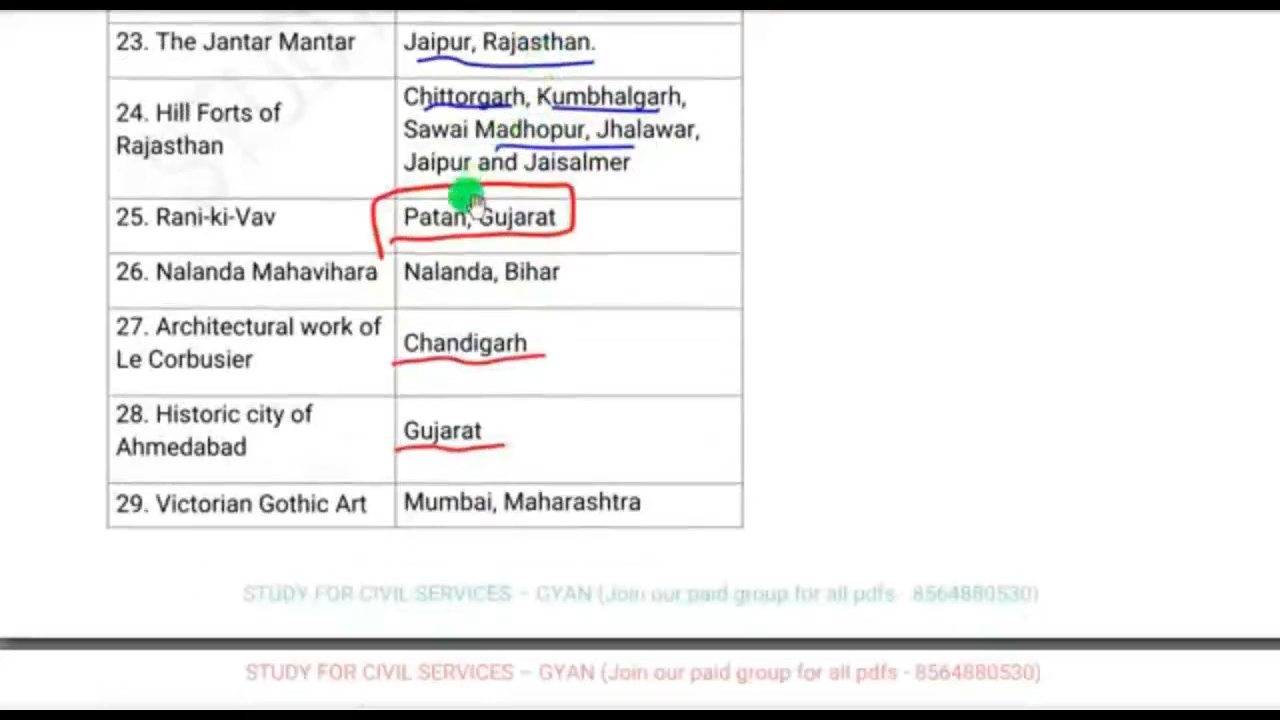 23. The Jantar Mantar
Jaipur, Rajasthan.
24. Hill Forts of
Rajasthan
Chittorgarh, Kumbhalgarh,
Sawai Madhopur, Jhalawar,
Jaipur and Jaisalmer
25. Rani-ki-Vav
Patan, Gujarat
26. Nalanda Mahavihara
Nalanda, Bihar
27. Architectural work of
Le Corbusier
Chandigarh
28. Historic city of
Ahmedabad
Gujarat
29. Victorian Gothic Art
Mumbai, Maharashtra
STUDY FOR CIVIL SERVICES – GYAN (Join our paid group for all pdfs - 8564880530)
STUDY FOR CIVIL SERVICES – GYAN (Join our paid group for all pdfs - 8564880530)